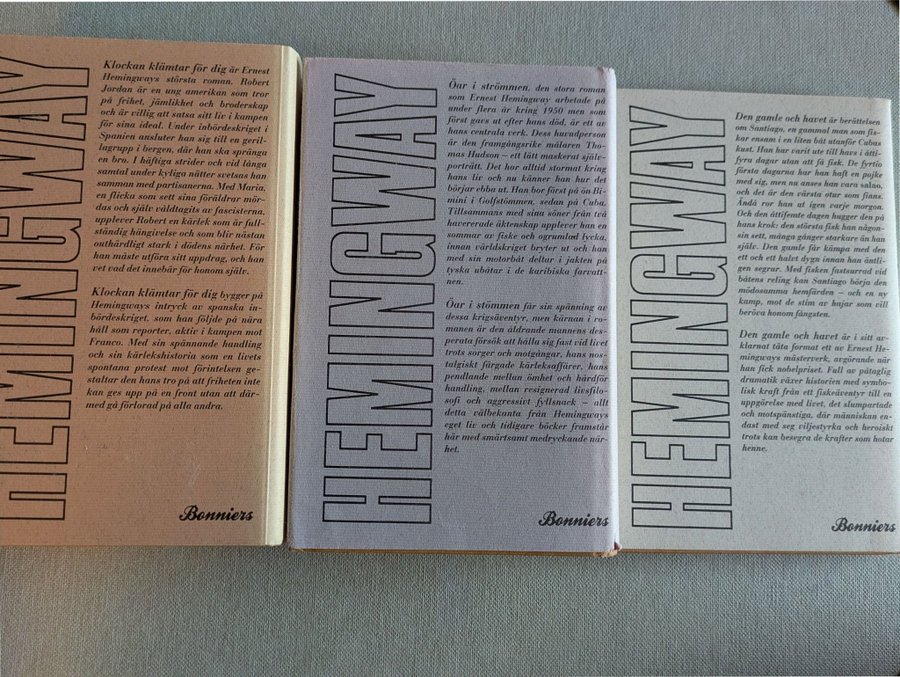 HEMINGWAY
Klockan klämtar för dig är Ernest
Hemingways största roman. Robert
Jordan är en ung amerikan som tror
på frihet, jämlikhet och broderskap
och är villig att satsa sitt liv i kampen
för sina ideal. Under inbördeskriget i
Spanien ansluter han sig till en geril-
lagrupp i bergen, där han ska spränga
en bro. I häftiga strider och vid långa
samtal under kyliga nätter svetsas han
samman med partisanerna. Med Maria,
en flicka som sett sina föräldrar mör-
das och själv våldtagits av fascisterna,
upplever Robert en kärlek som är full-
ständig hängivelse och som blir nästan
outhärdligt stark i dödens närhet. För
han måste utföra sitt uppdrag, och han
vet vad det innebär för honom själv.
Klockan klämtar för dig bygger på
Hemingways intryck av spanska in-
bördeskriget, som han följde på nära
håll som reporter, aktiv i kampen mot
Franco. Med sin spännande handling
och sin kärlekshistoria som en livets
spontana protest mot förintelsen ge-
staltar den hans tro på att friheten inte
kan ges upp på en front utan att där-
med gå förlorad på alla andra.
Bonniers
HEMINGWAY
Öar i strömmen, den stora roman
som Ernest Hemingway arbetade på
under flera år kring 1950 men som
först gavs ut efter hans död, är ett av
hans centrala verk. Dess huvudperson
är den framgångsrike målaren Thomas
Hudson – ett lätt maskerat självpor-
trätt. Det har alltid stormat kring
hans liv och nu känner han hur det
börjar ebba ut. Han bor först på ön Bi-
mini i Golfströmmen, sedan på Cuba.
Tillsammans med sina söner från två
havererade äktenskap upplever han en
sommar av fiske och ogrumlad lycka,
innan världskriget bryter ut och han
med sin motorbåt deltar i jakten på
tyska ubåtar i de karibiska farvatt-
nen.
Öar i stömmen får sin spänning av
dessa krigsäventyr, men kärnan i ro-
manen är den åldrande mannens des-
perata försök att hålla sig fast vid livet
trots sorger och motgångar, hans nos-
talgiskt färgade kärleksaffärer, hans
pendlande mellan ömhet och hårdför
handling, mellan resignerad livsfilo-
sofi och aggressivt fyllsnack – allt
detta välbekanta från Hemingways
eget liv och tidigare böcker framstår
här med smärtsamt medryckande när-
het.
Bonniers
HEMINGWAY
Den gamle och havet är berättelsen
om Santiago, en gammal man som fis-
kar ensam i en liten båt utanför Cubas
kust. Han har varit ute till havs i ätti-
fyra dagar utan att få fisk. De fyrtio
första dagarna har han haft en pojke
med sig, men nu anses han vara salao,
och det är den värsta otur som finns.
Ändå ror han ut igen varje morgon.
Och den åttifemte dagen hugger den på
hans krok: den största fisk han någon-
sin sett, många gånger starkare än han
själv. Den gamle får kämpa med den
ett och ett halvt dygn innan han äntli-
gen segrar. Med fisken fastsurrad vid
båtens reling kan Santiago börja den
mödosamma hemfärden – och en ny
kamp, mot de stim av hajar som vill
beröva honom fångsten.
Den gamle och havet är i sitt av-
klarnat täta format ett av Ernest He-
mingways mästerverk, avgörande när
han fick nobelpriset. Full av påtaglig
dramatik växer historien med symbo-
lisk kraft från ett fiskeäventyr till en
uppgörelse med livet, det slumpartade
och motspänstiga, där människan en-
dast med seg viljestyrka och heroiskt
trots kan besegra de krafter som hotar
henne.
Bonniers